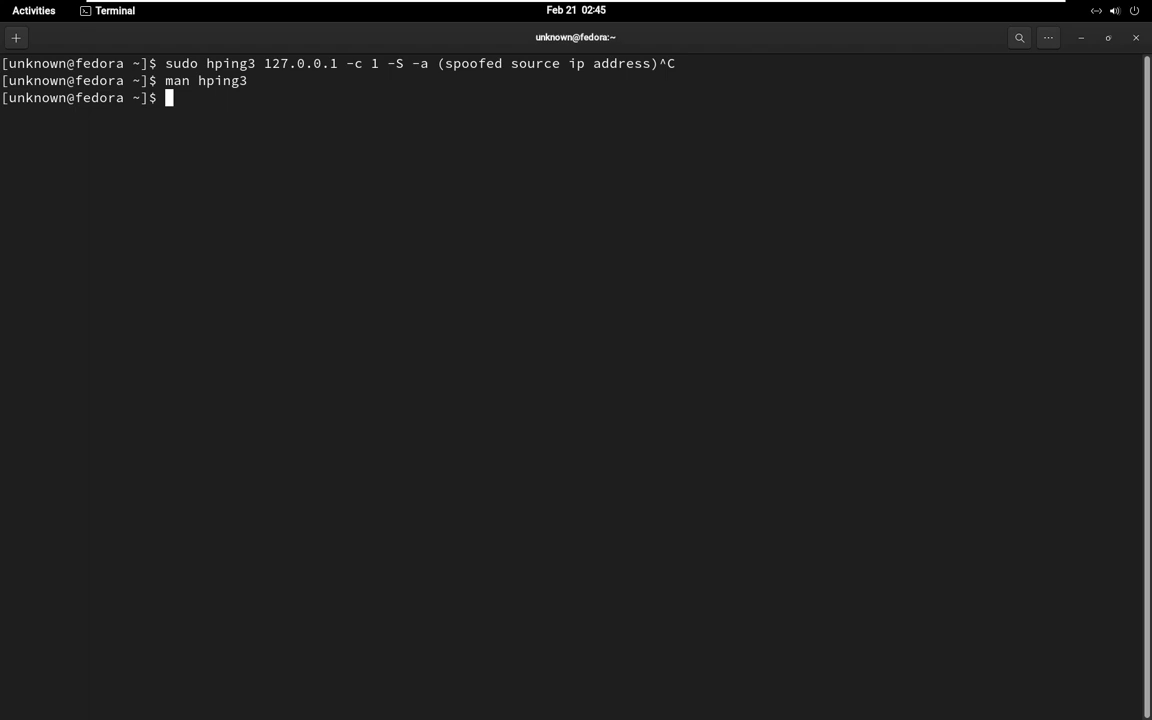 Activities Terminal Feb 21 02:45
unknown@fedora:~
[unknown@fedora ~]$ sudo hping3 127.0.0.1 -c 1 -S -a (spoofed source ip address)^C
[unknown@fedora ~]$ man hping3
[unknown@fedora ~]$